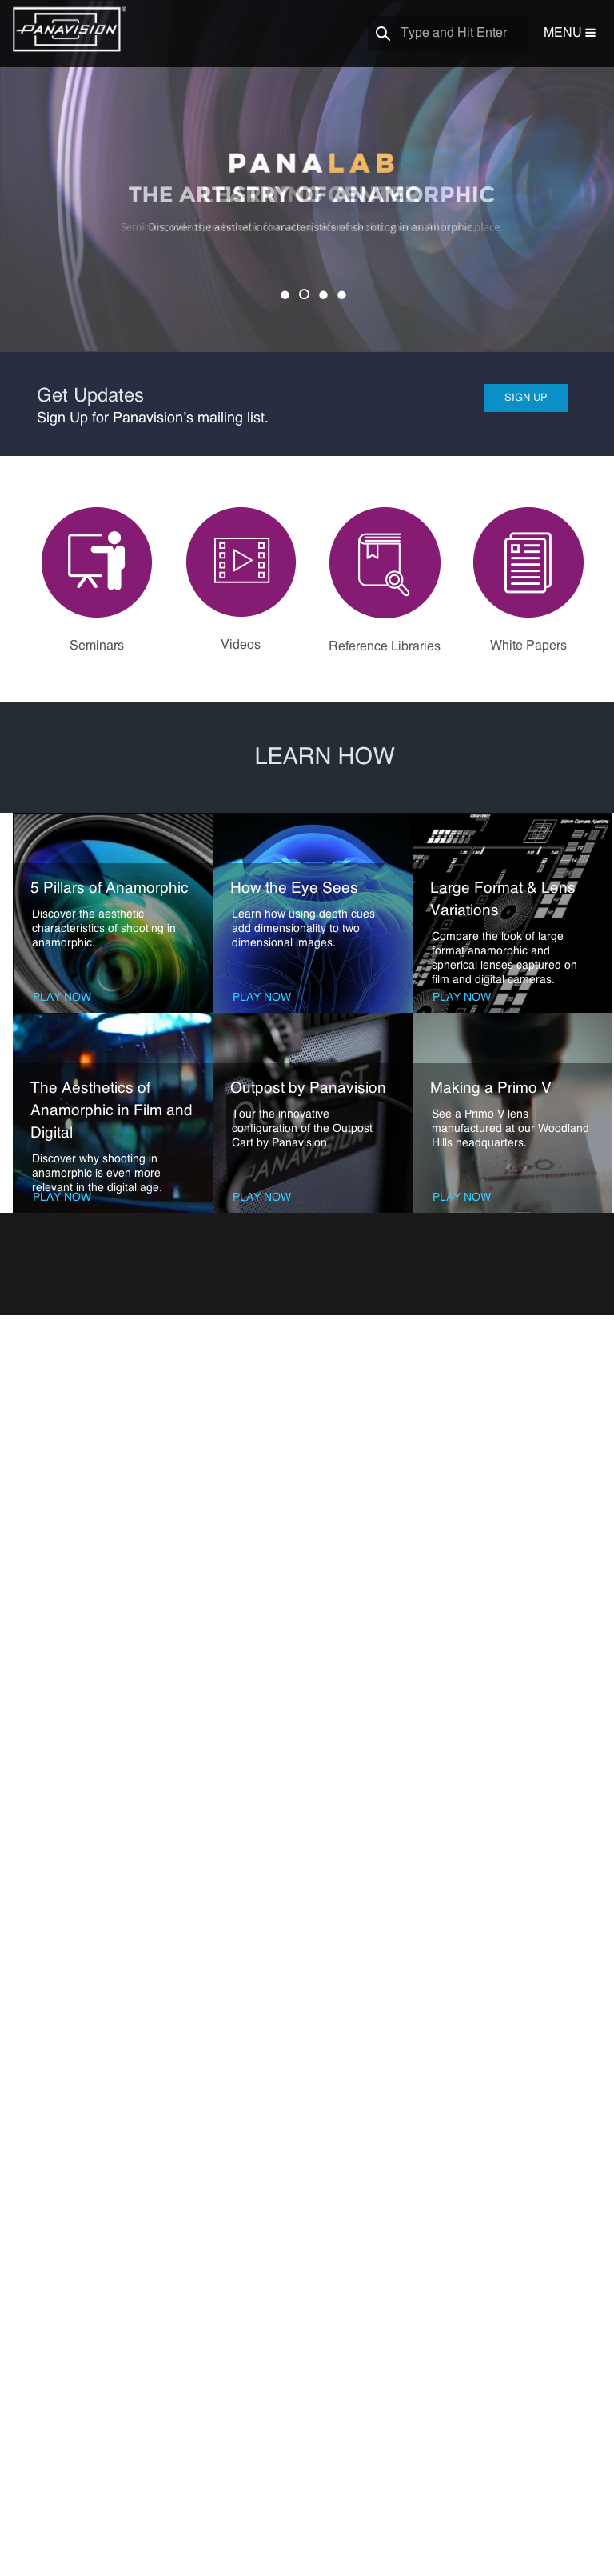 PANAVISION®
Type and Hit Enter
MENU
PANALAB
THE ARTISTRY OF ANAMORPHIC
Discover the aesthetic characteristics of shooting in anamorphic.
Get Updates
Sign Up for Panavision's mailing list.
SIGN UP
Seminars
Videos
Reference Libraries
White Papers
LEARN HOW
5 Pillars of Anamorphic
Discover the aesthetic
characteristics of shooting in
anamorphic.
PLAY NOW
How the Eye Sees
Learn how using depth cues
add dimensionality to two
dimensional images.
PLAY NOW
Large Format & Lens
Variations
Compare the look of large
format anamorphic and
spherical lenses captured on
film and digital cameras.
PLAY NOW
The Aesthetics of
Anamorphic in Film and
Digital
Discover why shooting in
anamorphic is even more
relevant in the digital age.
PLAY NOW
Outpost by Panavision
Tour the innovative
configuration of the Outpost
Cart by Panavision
PLAY NOW
PANAVISION
Making a Primo V
See a Primo V lens
manufactured at our Woodland
Hills headquarters.
PLAY NOW